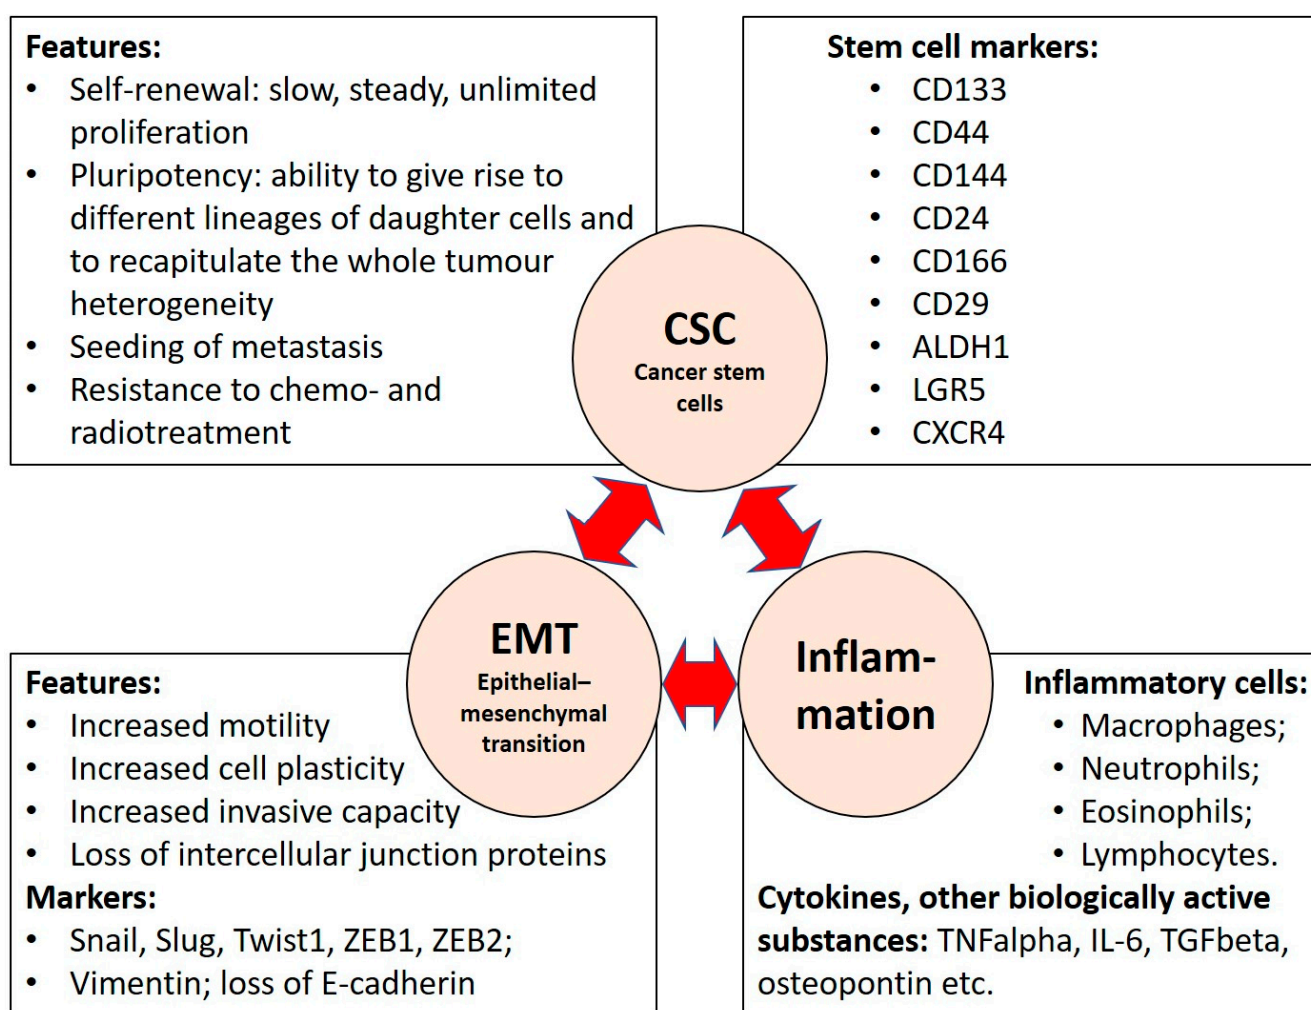 Features:
• Self-renewal: slow, steady, unlimited
proliferation
• Pluripotency: ability to give rise to
different lineages of daughter cells and
to recapitulate the whole tumour
heterogeneity
• Seeding of metastasis
• Resistance to chemo- and
radiotreatment
Stem cell markers:
• CD133
• CD44
• CD144
• CD24
• CD166
• CD29
• ALDH1
• LGR5
• CXCR4
CSC
Cancer stem
cells
EMT
Epithelial–
mesenchymal
transition
Inflam-
mation
Features:
• Increased motility
• Increased cell plasticity
• Increased invasive capacity
• Loss of intercellular junction proteins
Markers:
• Snail, Slug, Twist1, ZEB1, ZEB2;
• Vimentin; loss of E-cadherin
Inflammatory cells:
• Macrophages;
• Neutrophils;
• Eosinophils;
• Lymphocytes.
Cytokines, other biologically active
substances: TNFalpha, IL-6, TGFbeta,
osteopontin etc.